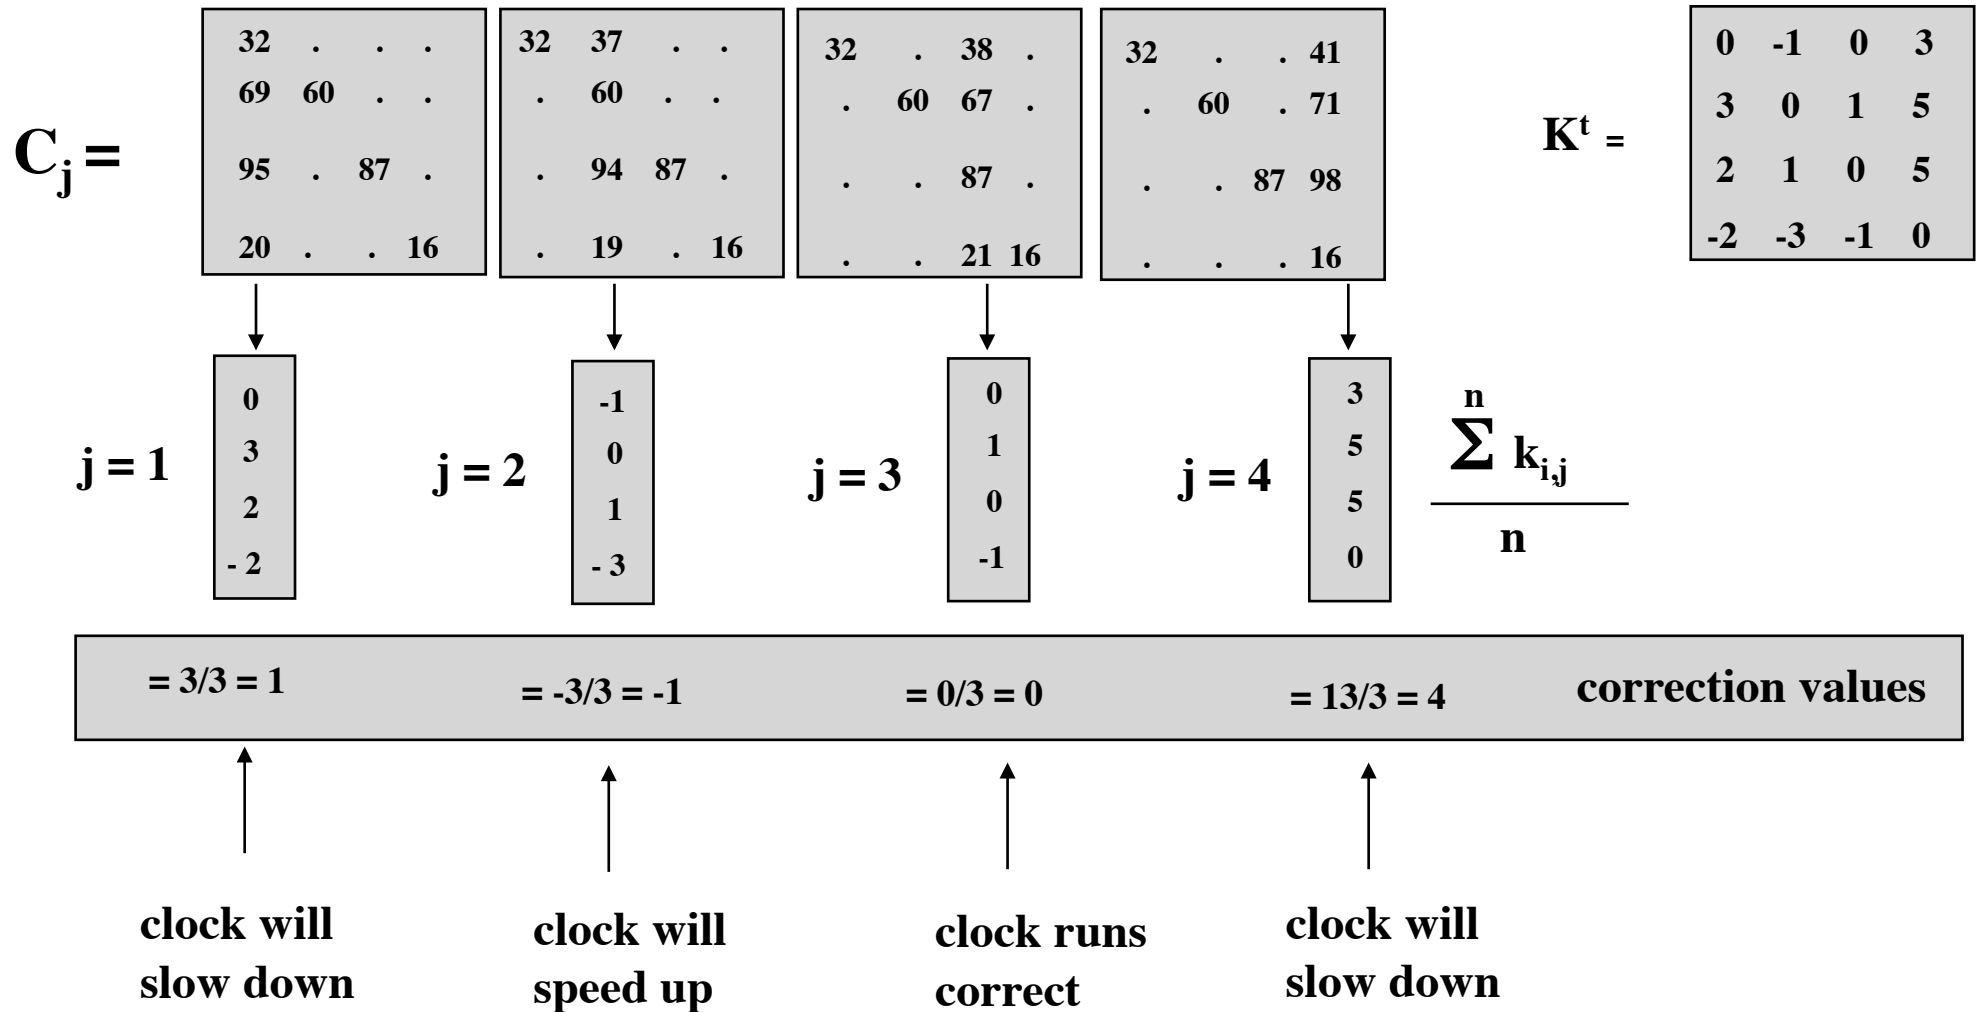 C_j =
32 . . .
69 60 . .
95 . 87 .
20 . . 16
32 37 . .
. 60 . .
. 94 87 .
. 19 . 16
32 . 38 .
. 60 67 .
. . 87 .
. . 21 16
32 . . 41
. 60 . 71
. . 87 98
. . . 16
K^t =
0 -1 0 3
3 0 1 5
2 1 0 5
-2 -3 -1 0
j = 1
0
3
2
- 2
j = 2
-1
0
1
- 3
j = 3
0
1
0
-1
j = 4
3
5
5
0
n
Σ k_i,j
n
= 3/3 = 1
= -3/3 = -1
= 0/3 = 0
= 13/3 = 4
correction values
clock will
slow down
clock will
speed up
clock runs
correct
clock will
slow down